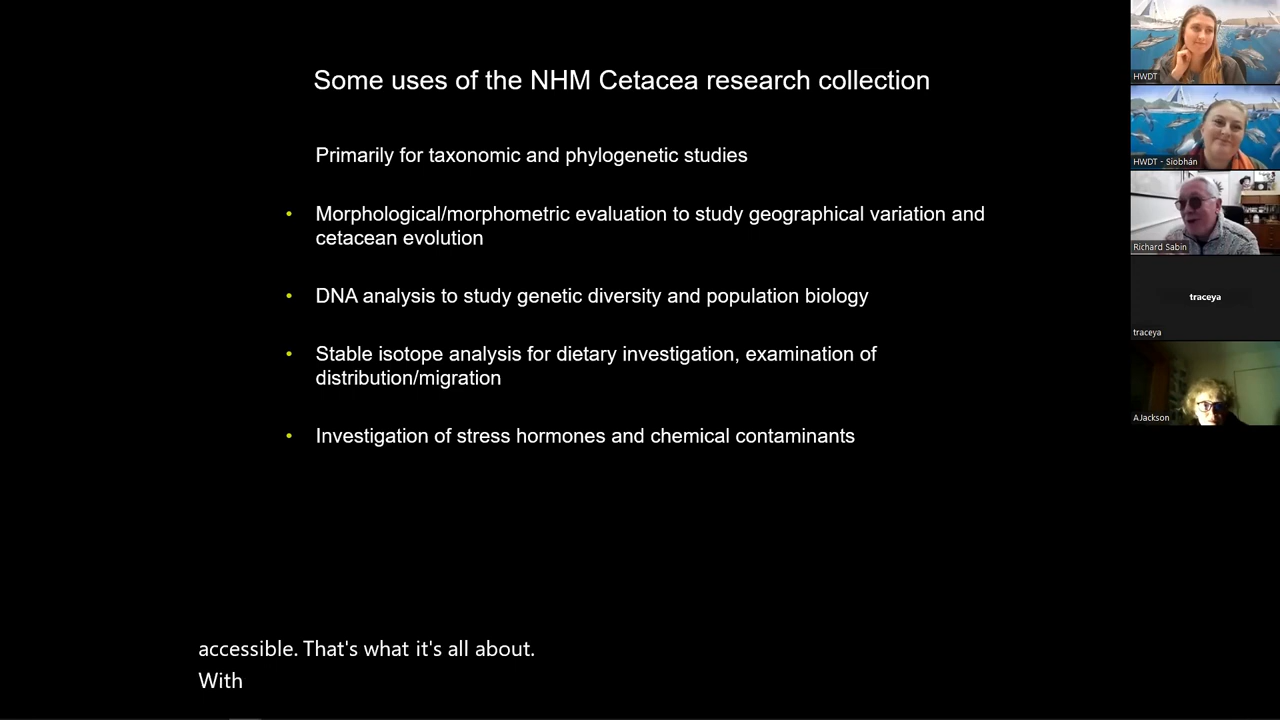 Some uses of the NHM Cetacea research collection
Primarily for taxonomic and phylogenetic studies
• Morphological/morphometric evaluation to study geographical variation and
cetacean evolution
• DNA analysis to study genetic diversity and population biology
• Stable isotope analysis for dietary investigation, examination of
distribution/migration
• Investigation of stress hormones and chemical contaminants
accessible. That's what it's all about.
With
HWDT
HWDT - Siobhán
Richard Sabin
traceya
traceya
AJackson